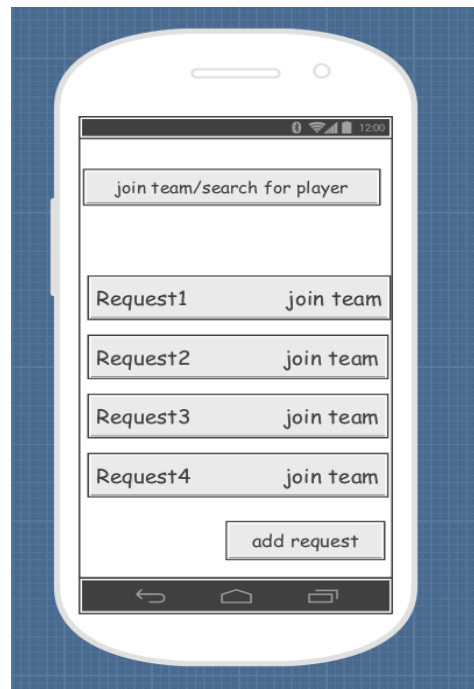 12:00
join team/search for player
Request1 join team
Request2 join team
Request3 join team
Request4 join team
add request